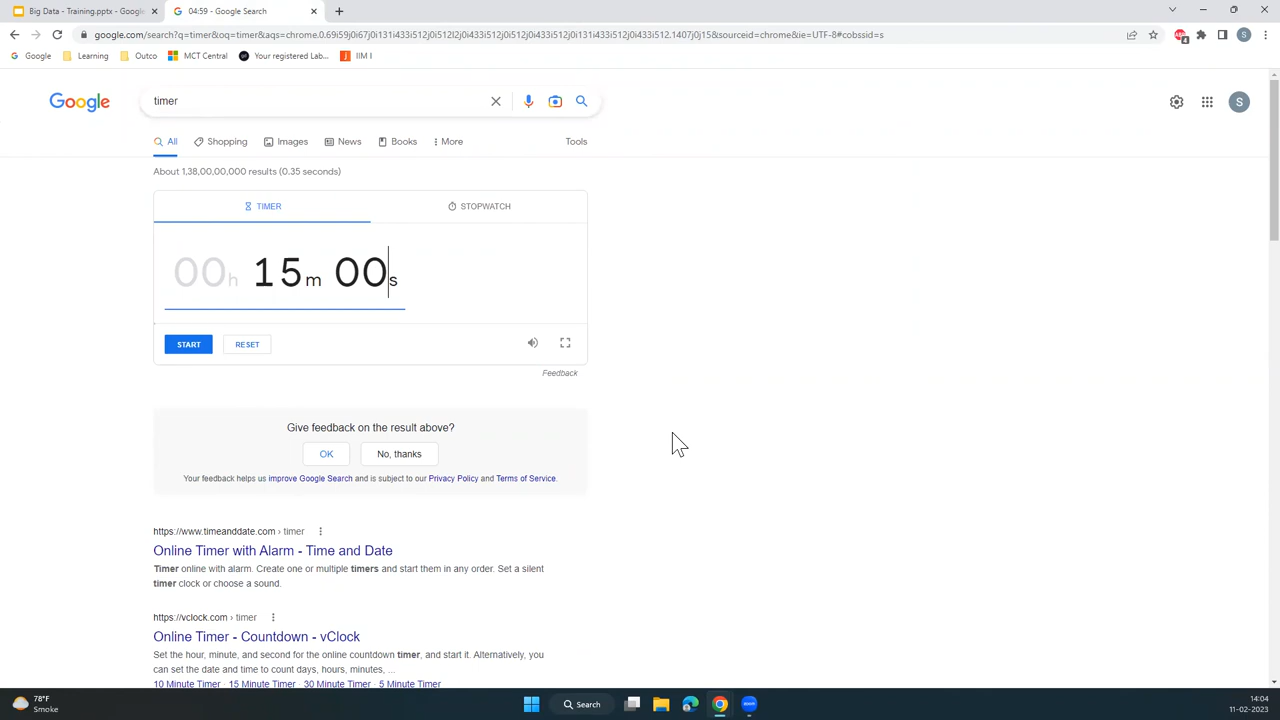 Big Data - Training.pptx - Google
04:59 - Google Search
google.com/search?q=timer&oq=timer&aqs=chrome.0.69i59j0i67j0i131i433i512j0i512l2j0i433i512j0i131i433i512j0i433i512.1407j0j15&sourceid=chrome&ie=UTF-8#cobssid=s
Google
Learning
Outco
MCT Central
Your registered Lab...
IIM I
Google
timer
S
All
Shopping
Images
News
Books
More
Tools
About 1,38,00,00,000 results (0.35 seconds)
TIMER
STOPWATCH
00h 15m 00s
START
RESET
Feedback
Give feedback on the result above?
OK
No, thanks
Your feedback helps us improve Google Search and is subject to our Privacy Policy and Terms of Service.
https://www.timeanddate.com › timer
Online Timer with Alarm - Time and Date
Timer online with alarm. Create one or multiple timers and start them in any order. Set a silent
timer clock or choose a sound.
https://vclock.com › timer
Online Timer - Countdown - vClock
Set the hour, minute, and second for the online countdown timer, and start it. Alternatively, you
can set the date and time to count days, hours, minutes, ...
10 Minute Timer · 15 Minute Timer · 30 Minute Timer · 5 Minute Timer
78°F
Smoke
Search
14:04
11-02-2023